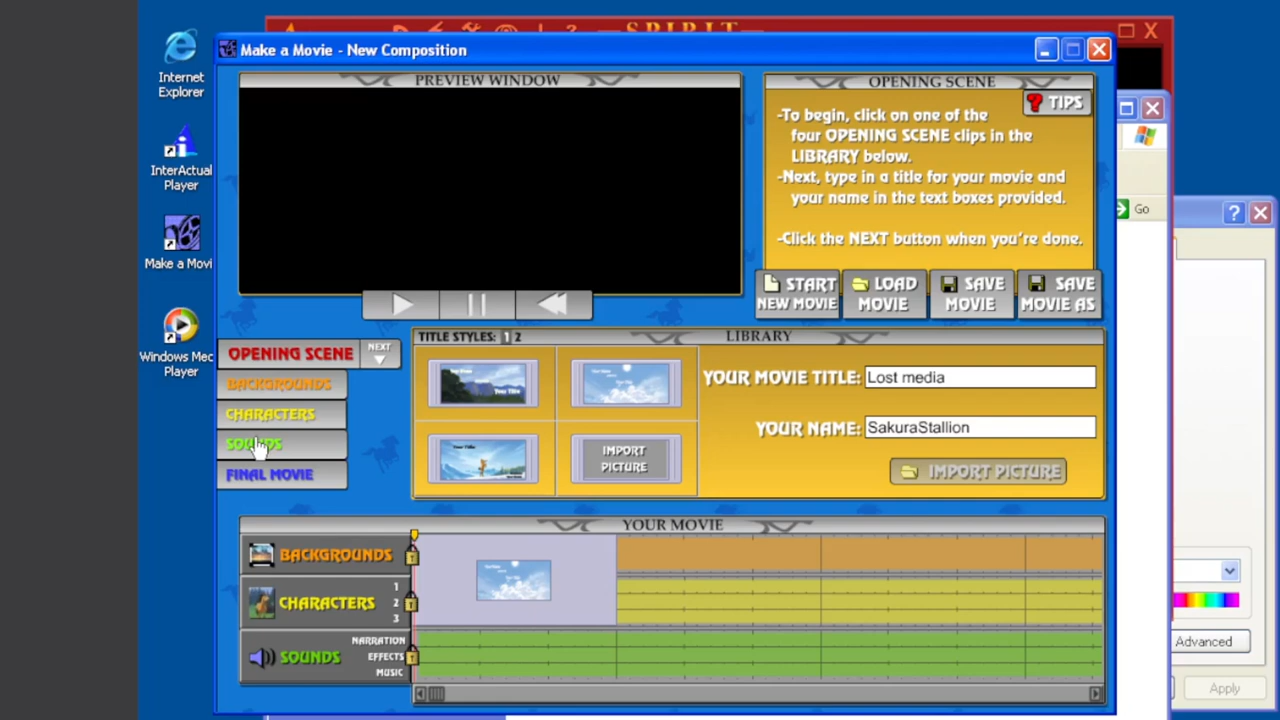 SPIRIT
Make a Movie - New Composition
Internet
Explorer
InterActual
Player
Make a Movi
Windows Mec
Player
PREVIEW WINDOW
OPENING SCENE
TIPS
-To begin, click on one of the
four OPENING SCENE clips in the
LIBRARY below.
-Next, type in a title for your movie and
your name in the text boxes provided.
-Click the NEXT button when you're done.
Go
START
NEW MOVIE
LOAD
MOVIE
SAVE
MOVIE
SAVE
MOVIE AS
OPENING SCENE
NEXT
BACKGROUNDS
CHARACTERS
SOUNDS
FINAL MOVIE
TITLE STYLES: 1 2
LIBRARY
Your Title
IMPORT
PICTURE
YOUR MOVIE TITLE: Lost media
YOUR NAME: SakuraStallion
IMPORT PICTURE
YOUR MOVIE
BACKGROUNDS
CHARACTERS
1
2
3
SOUNDS
NARRATION
EFFECTS
MUSIC
Advanced
Apply